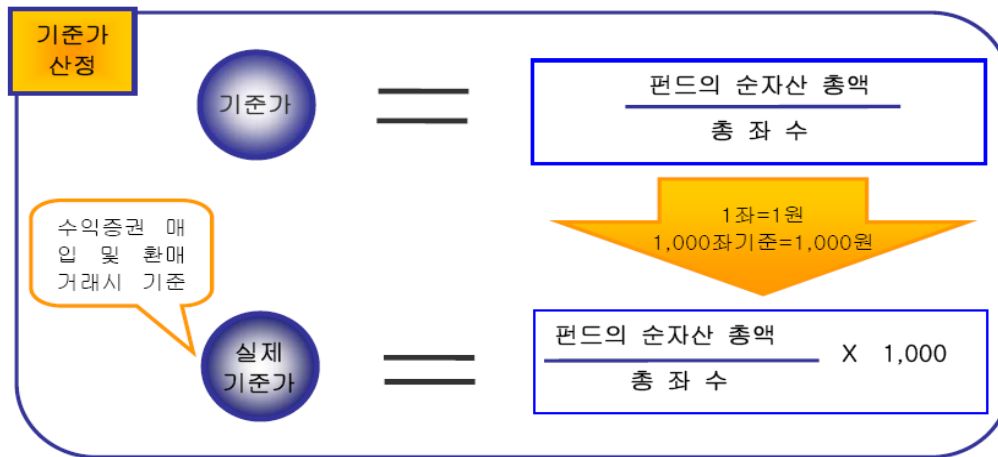 기준가
산정
기준가
펀드의 순자산 총액
총 좌 수
1좌=1원
1,000좌기준=1,000원
수익증권 매
입 및 환매
거래시 기준
실제
기준가
펀드의 순자산 총액
총 좌 수
X 1,000